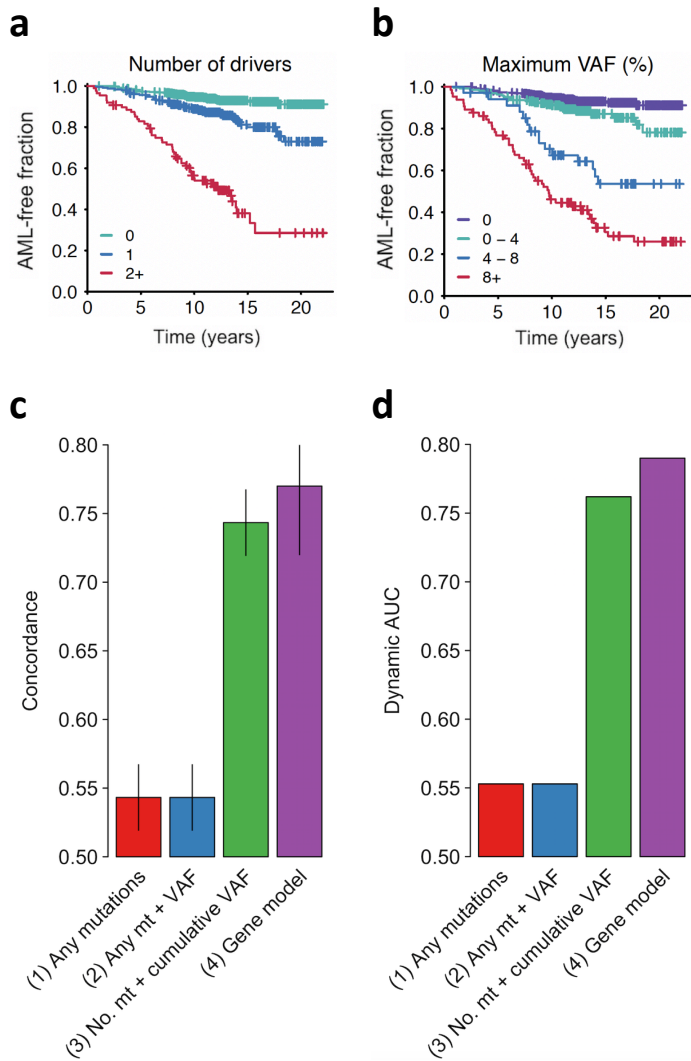 a
Number of drivers
AML-free fraction
1.0
0.8
0.6
0.4
0.2
0.0
0
1
2+
0
5
10
15
20
Time (years)
b
Maximum VAF (%)
AML-free fraction
1.0
0.8
0.6
0.4
0.2
0.0
0
0 – 4
4 – 8
8+
0
5
10
15
20
Time (years)
c
Concordance
0.80
0.75
0.70
0.65
0.60
0.55
0.50
(1) Any mutations
(2) Any mt + VAF
(3) No. mt + cumulative VAF
(4) Gene model
d
Dynamic AUC
0.80
0.75
0.70
0.65
0.60
0.55
0.50
(1) Any mutations
(2) Any mt + VAF
(3) No. mt + cumulative VAF
(4) Gene model